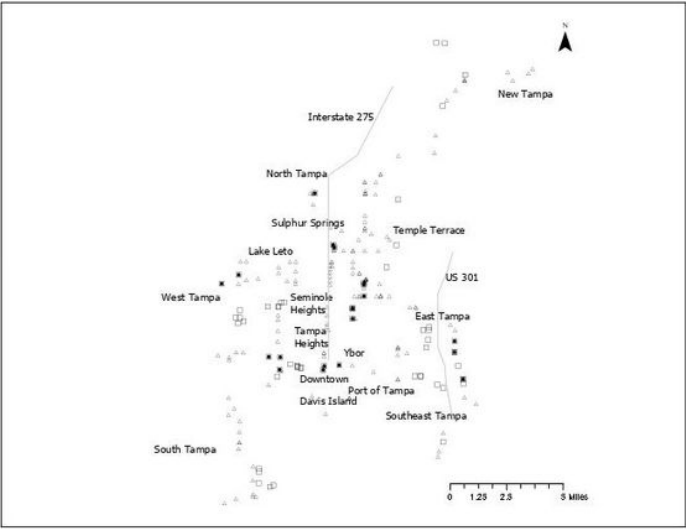 N
New Tampa
Interstate 275
North Tampa
Sulphur Springs
Temple Terrace
Lake Leto
US 301
West Tampa
Seminole
Heights
East Tampa
Tampa
Heights
Ybor
Downtown
Port of Tampa
Davis Island
Southeast Tampa
South Tampa
0 1.25 2.5 5 Miles